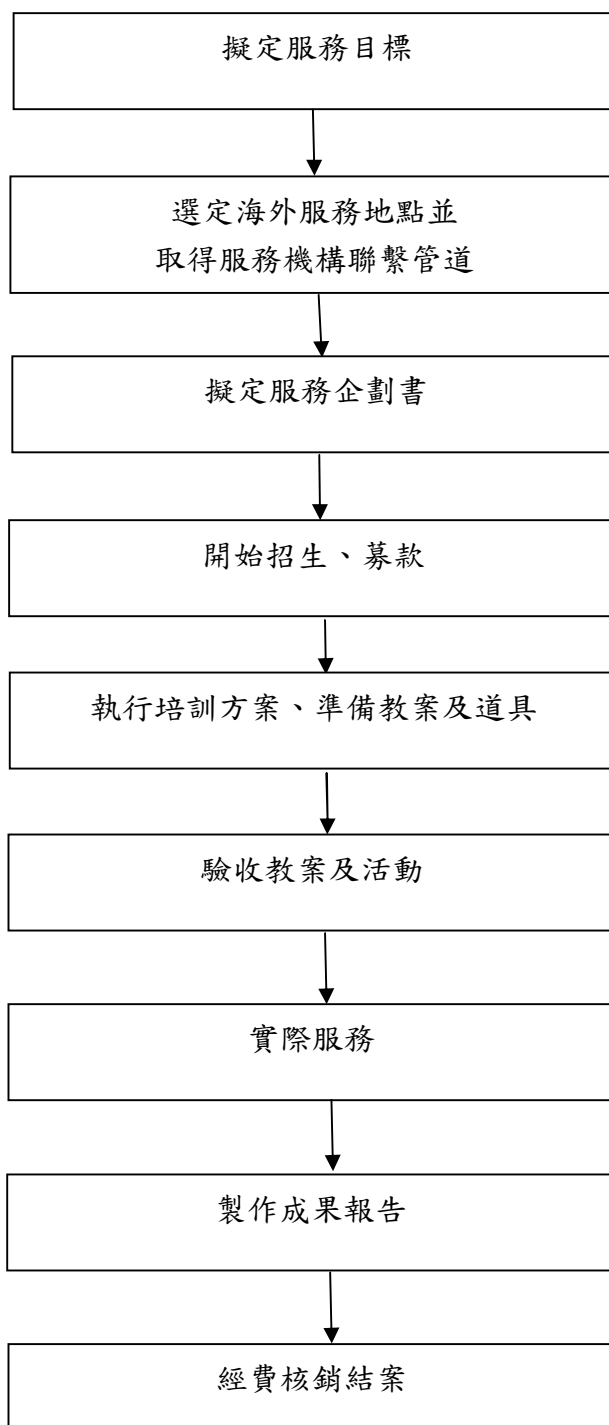 擬定服務目標
選定海外服務地點並
取得服務機構聯繫管道
擬定服務企劃書
開始招生、募款
執行培訓方案、準備教案及道具
驗收教案及活動
實際服務
製作成果報告
經費核銷結案